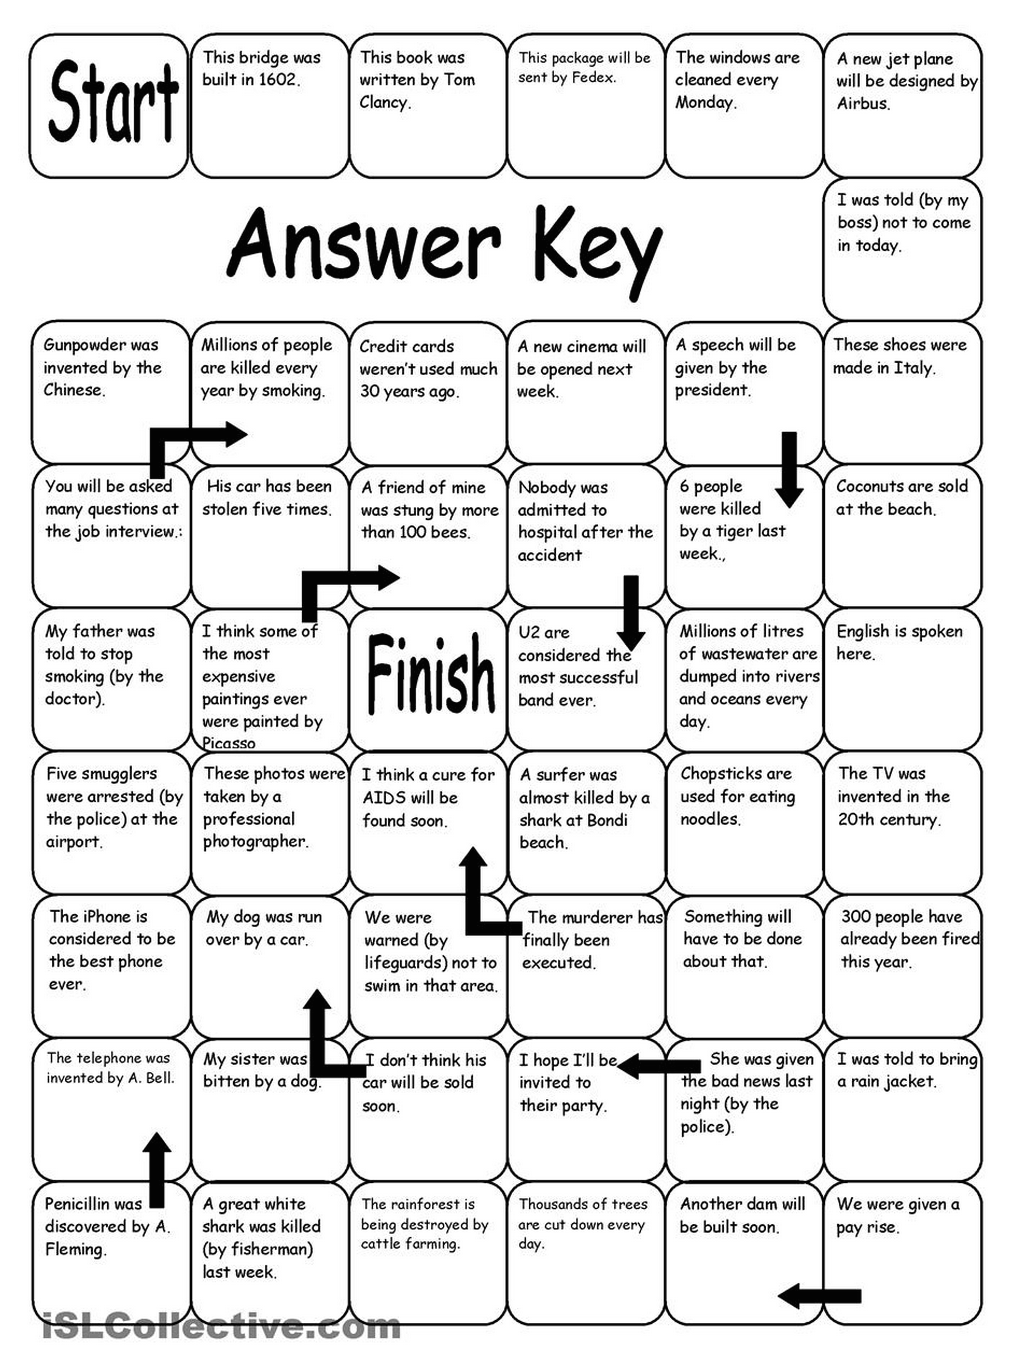 Start
This bridge was
built in 1602.
This book was
written by Tom
Clancy.
This package will be
sent by Fedex.
The windows are
cleaned every
Monday.
A new jet plane
will be designed by
Airbus.
Answer Key
I was told (by my
boss) not to come
in today.
Gunpowder was
invented by the
Chinese.
Millions of people
are killed every
year by smoking.
Credit cards
weren't used much
30 years ago.
A new cinema will
be opened next
week.
A speech will be
given by the
president.
These shoes were
made in Italy.
You will be asked
many questions at
the job interview.:
His car has been
stolen five times.
A friend of mine
was stung by more
than 100 bees.
Nobody was
admitted to
hospital after the
accident
6 people
were killed
by a tiger last
week.,
Coconuts are sold
at the beach.
My father was
told to stop
smoking (by the
doctor).
I think some of
the most
expensive
paintings ever
were painted by
Picasso
Finish
U2 are
considered the
most successful
band ever.
Millions of litres
of wastewater are
dumped into rivers
and oceans every
day.
English is spoken
here.
Five smugglers
were arrested (by
the police) at the
airport.
These photos were
taken by a
professional
photographer.
I think a cure for
AIDS will be
found soon.
A surfer was
almost killed by a
shark at Bondi
beach.
Chopsticks are
used for eating
noodles.
The TV was
invented in the
20th century.
The iPhone is
considered to be
the best phone
ever.
My dog was run
over by a car.
We were
warned (by
lifeguards) not to
swim in that area.
The murderer has
finally been
executed.
Something will
have to be done
about that.
300 people have
already been fired
this year.
The telephone was
invented by A. Bell.
My sister was
bitten by a dog.
I don't think his
car will be sold
soon.
I hope I'll be
invited to
their party.
She was given
the bad news last
night (by the
police).
I was told to bring
a rain jacket.
Penicillin was
discovered by A.
Fleming.
A great white
shark was killed
(by fisherman)
last week.
The rainforest is
being destroyed by
cattle farming.
Thousands of trees
are cut down every
day.
Another dam will
be built soon.
We were given a
pay rise.
iSLCollective.com